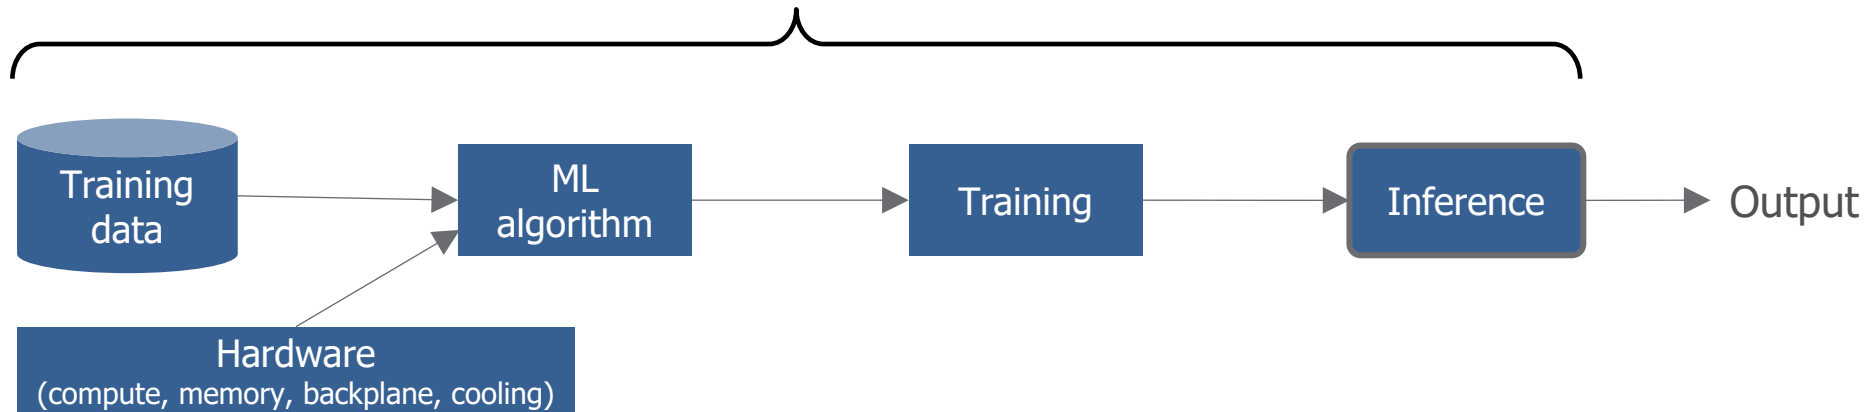 Training
data
ML
algorithm
Training
Inference
Output
Hardware
(compute, memory, backplane, cooling)